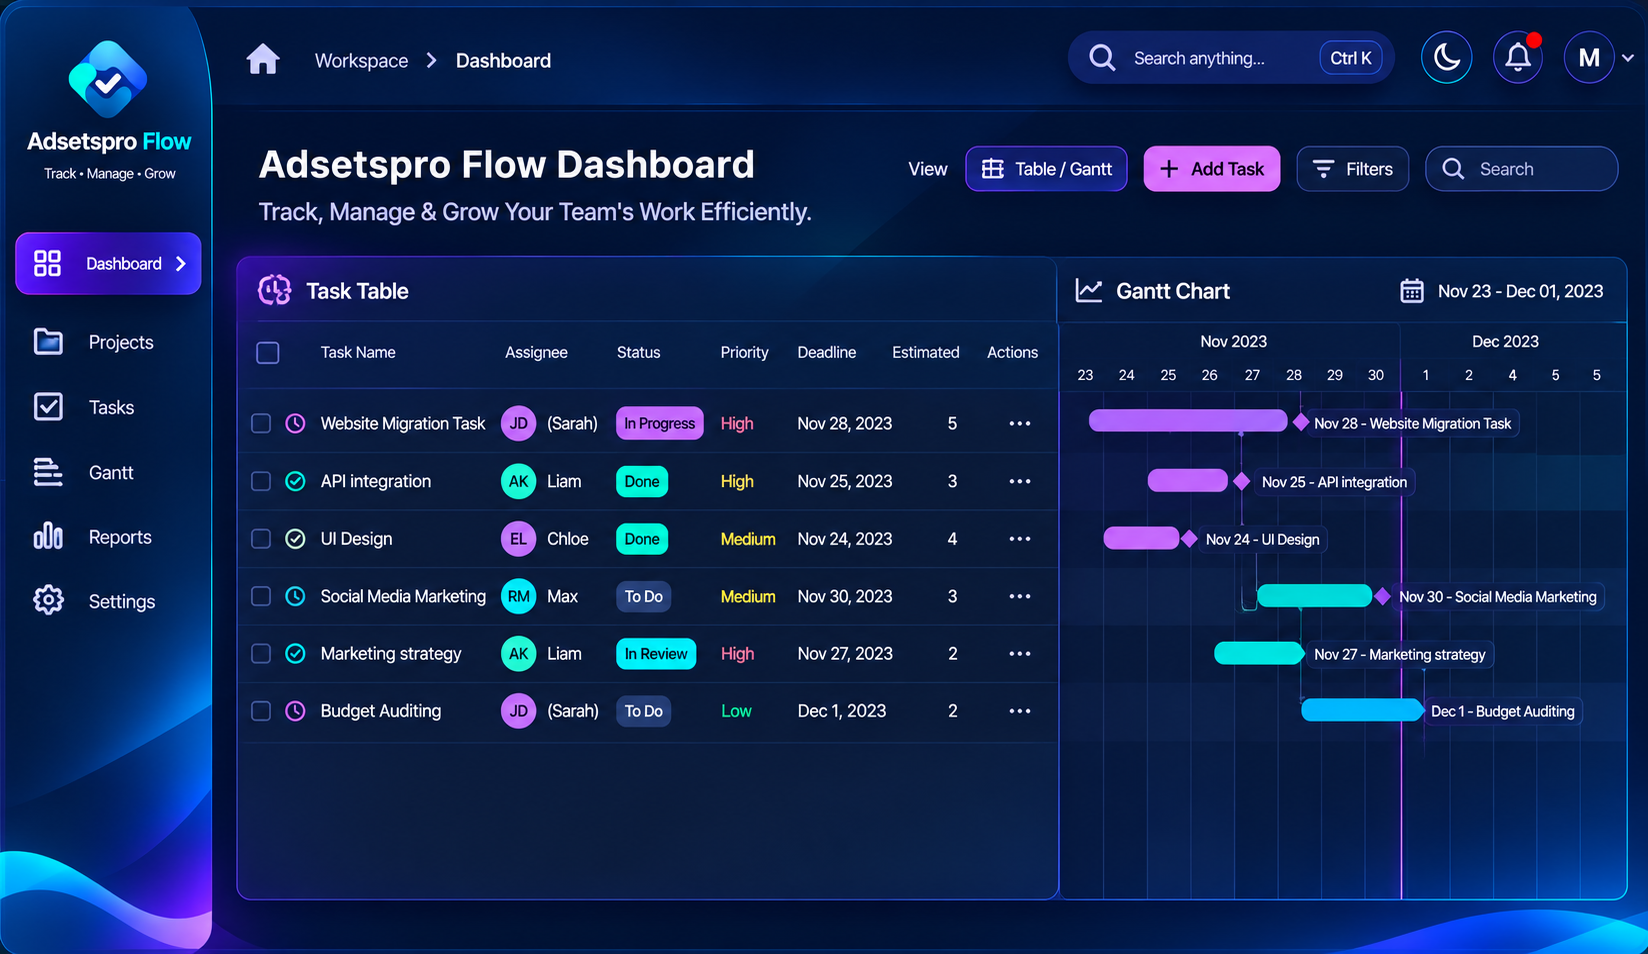 Adsetspro Flow
Track • Manage • Grow
Dashboard
Projects
Tasks
Gantt
Reports
Settings
Workspace > Dashboard
Search anything... Ctrl K
M
Adsetspro Flow Dashboard
Track, Manage & Grow Your Team's Work Efficiently.
View Table / Gantt + Add Task Filters Search
Task Table
Task Name Assignee Status Priority Deadline Estimated Actions
Website Migration Task JD (Sarah) In Progress High Nov 28, 2023 5
API integration AK Liam Done High Nov 25, 2023 3
UI Design EL Chloe Done Medium Nov 24, 2023 4
Social Media Marketing RM Max To Do Medium Nov 30, 2023 3
Marketing strategy AK Liam In Review High Nov 27, 2023 2
Budget Auditing JD (Sarah) To Do Low Dec 1, 2023 2
Gantt Chart Nov 23 - Dec 01, 2023
Nov 2023 Dec 2023
23 24 25 26 27 28 29 30 1 2 4 5 5
Nov 28 - Website Migration Task
Nov 25 - API integration
Nov 24 - UI Design
Nov 30 - Social Media Marketing
Nov 27 - Marketing strategy
Dec 1 - Budget Auditing